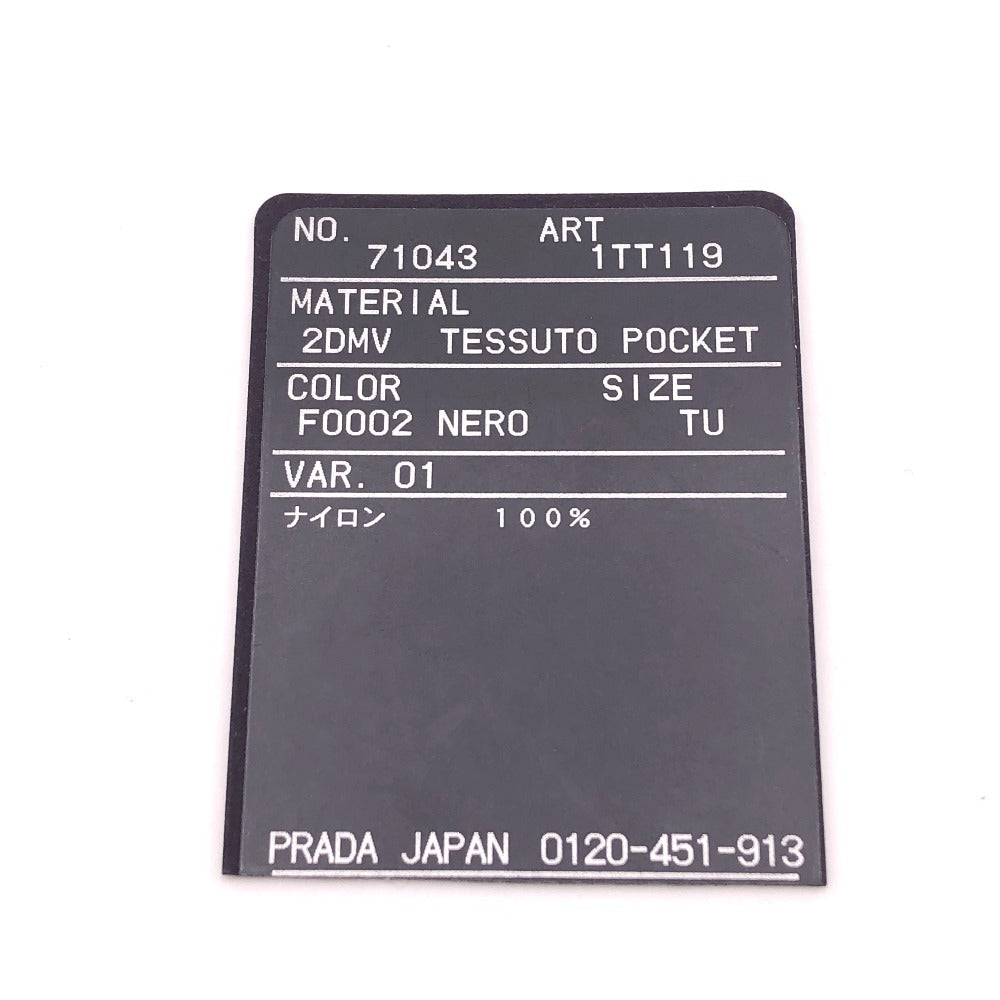 NO. ART
71043 1TT119
MATERIAL
2DMV TESSUTO POCKET
COLOR SIZE
F0002 NERO TU
VAR. 01
ナイロン 100%
PRADA JAPAN 0120-451-913